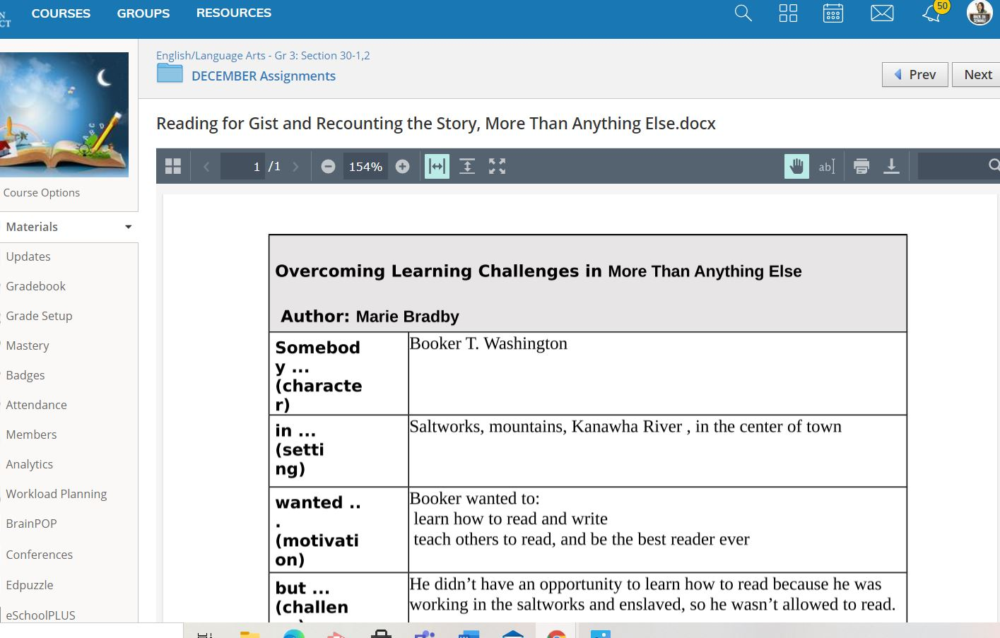 COURSES GROUPS RESOURCES
50
N
CT
English/Language Arts - Gr 3: Section 30-1,2
DECEMBER Assignments
Prev Next
Reading for Gist and Recounting the Story, More Than Anything Else.docx
1 /1 154%
ab
Course Options
Materials
Updates
Gradebook
Grade Setup
Mastery
Badges
Attendance
Members
Analytics
Workload Planning
BrainPOP
Conferences
Edpuzzle
eSchoolPLUS
Overcoming Learning Challenges in More Than Anything Else
Author: Marie Bradby
Somebod
y ...
(characte
r)
Booker T. Washington
in ...
(setti
ng)
Saltworks, mountains, Kanawha River , in the center of town
wanted ..
.
(motivati
on)
Booker wanted to:
learn how to read and write
teach others to read, and be the best reader ever
but ...
(challen
He didn’t have an opportunity to learn how to read because he was
working in the saltworks and enslaved, so he wasn’t allowed to read.